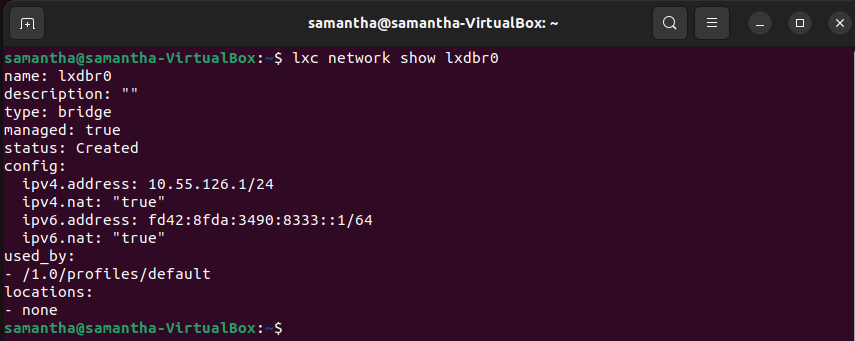 samantha@samantha-VirtualBox: ~
samantha@samantha-VirtualBox:~$ lxc network show lxdbr0
name: lxdbr0
description: ""
type: bridge
managed: true
status: Created
config:
  ipv4.address: 10.55.126.1/24
  ipv4.nat: "true"
  ipv6.address: fd42:8fda:3490:8333::1/64
  ipv6.nat: "true"
used_by:
- /1.0/profiles/default
locations:
- none
samantha@samantha-VirtualBox:~$